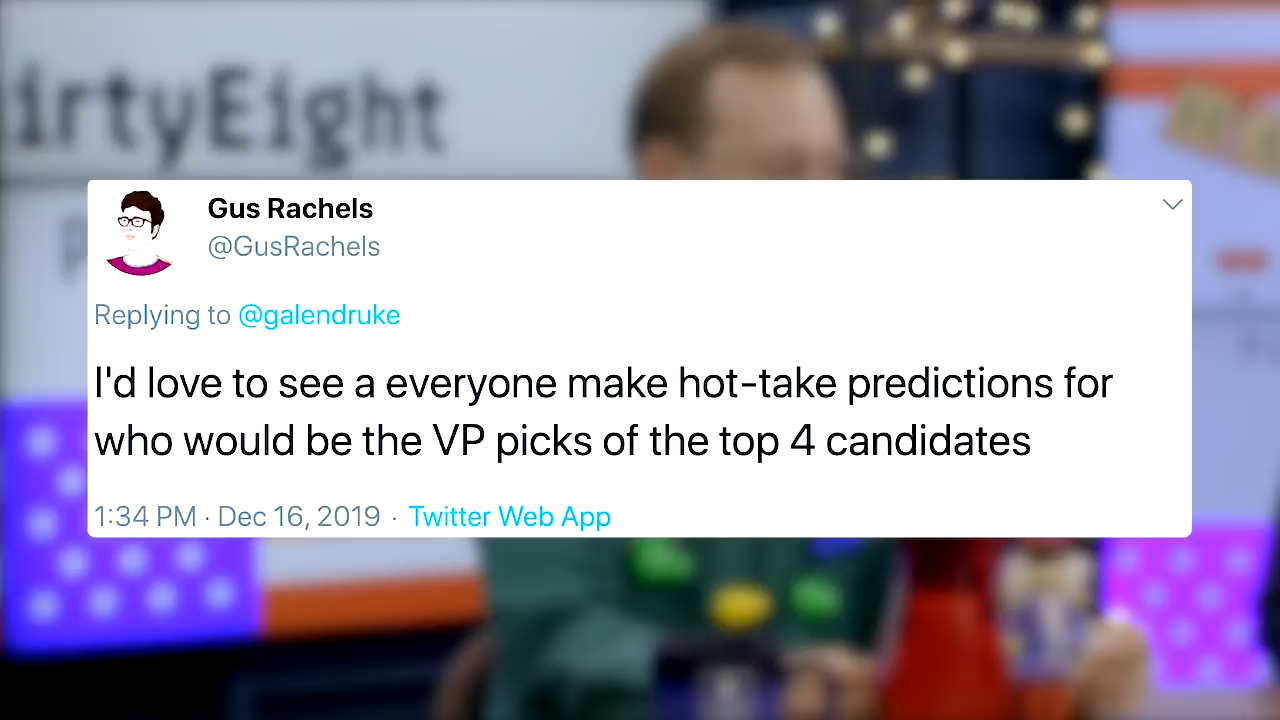 irtyEight
Gus Rachels
@GusRachels
Replying to @galendruke
I'd love to see a everyone make hot-take predictions for
who would be the VP picks of the top 4 candidates
1:34 PM · Dec 16, 2019 · Twitter Web App